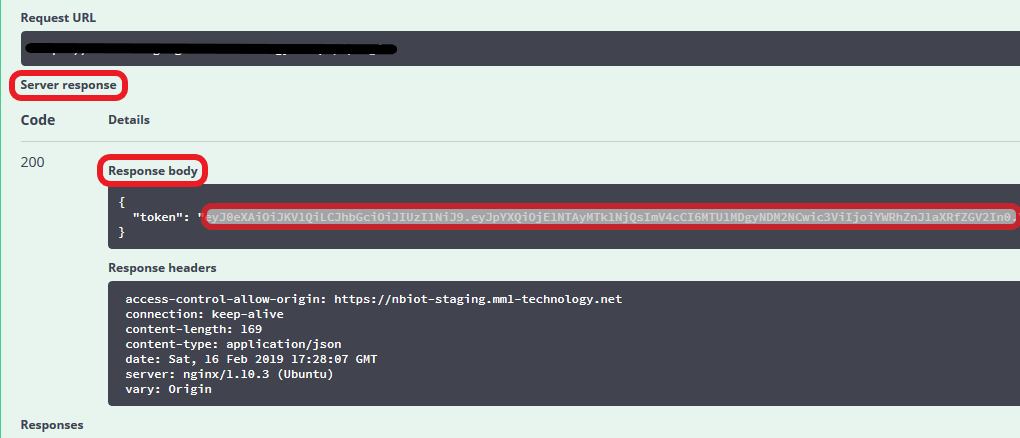 Request URL
Server response
Code Details
200
Response body
{
"token": "eyJ0eXAiOiJKV1QiLCJhbGciOiJIUzI1NiJ9.eyJpYXQiOjE1NTAyMTk1NjQsImV4cCI6MTU1MDgyNDM2NCwic3ViIjoiYWRhZnJ1aXRfZGV2In0.
}
Response headers
access-control-allow-origin: https://nbiot-staging.mml-technology.net
connection: keep-alive
content-length: 169
content-type: application/json
date: Sat, 16 Feb 2019 17:28:07 GMT
server: nginx/1.10.3 (Ubuntu)
vary: Origin
Responses